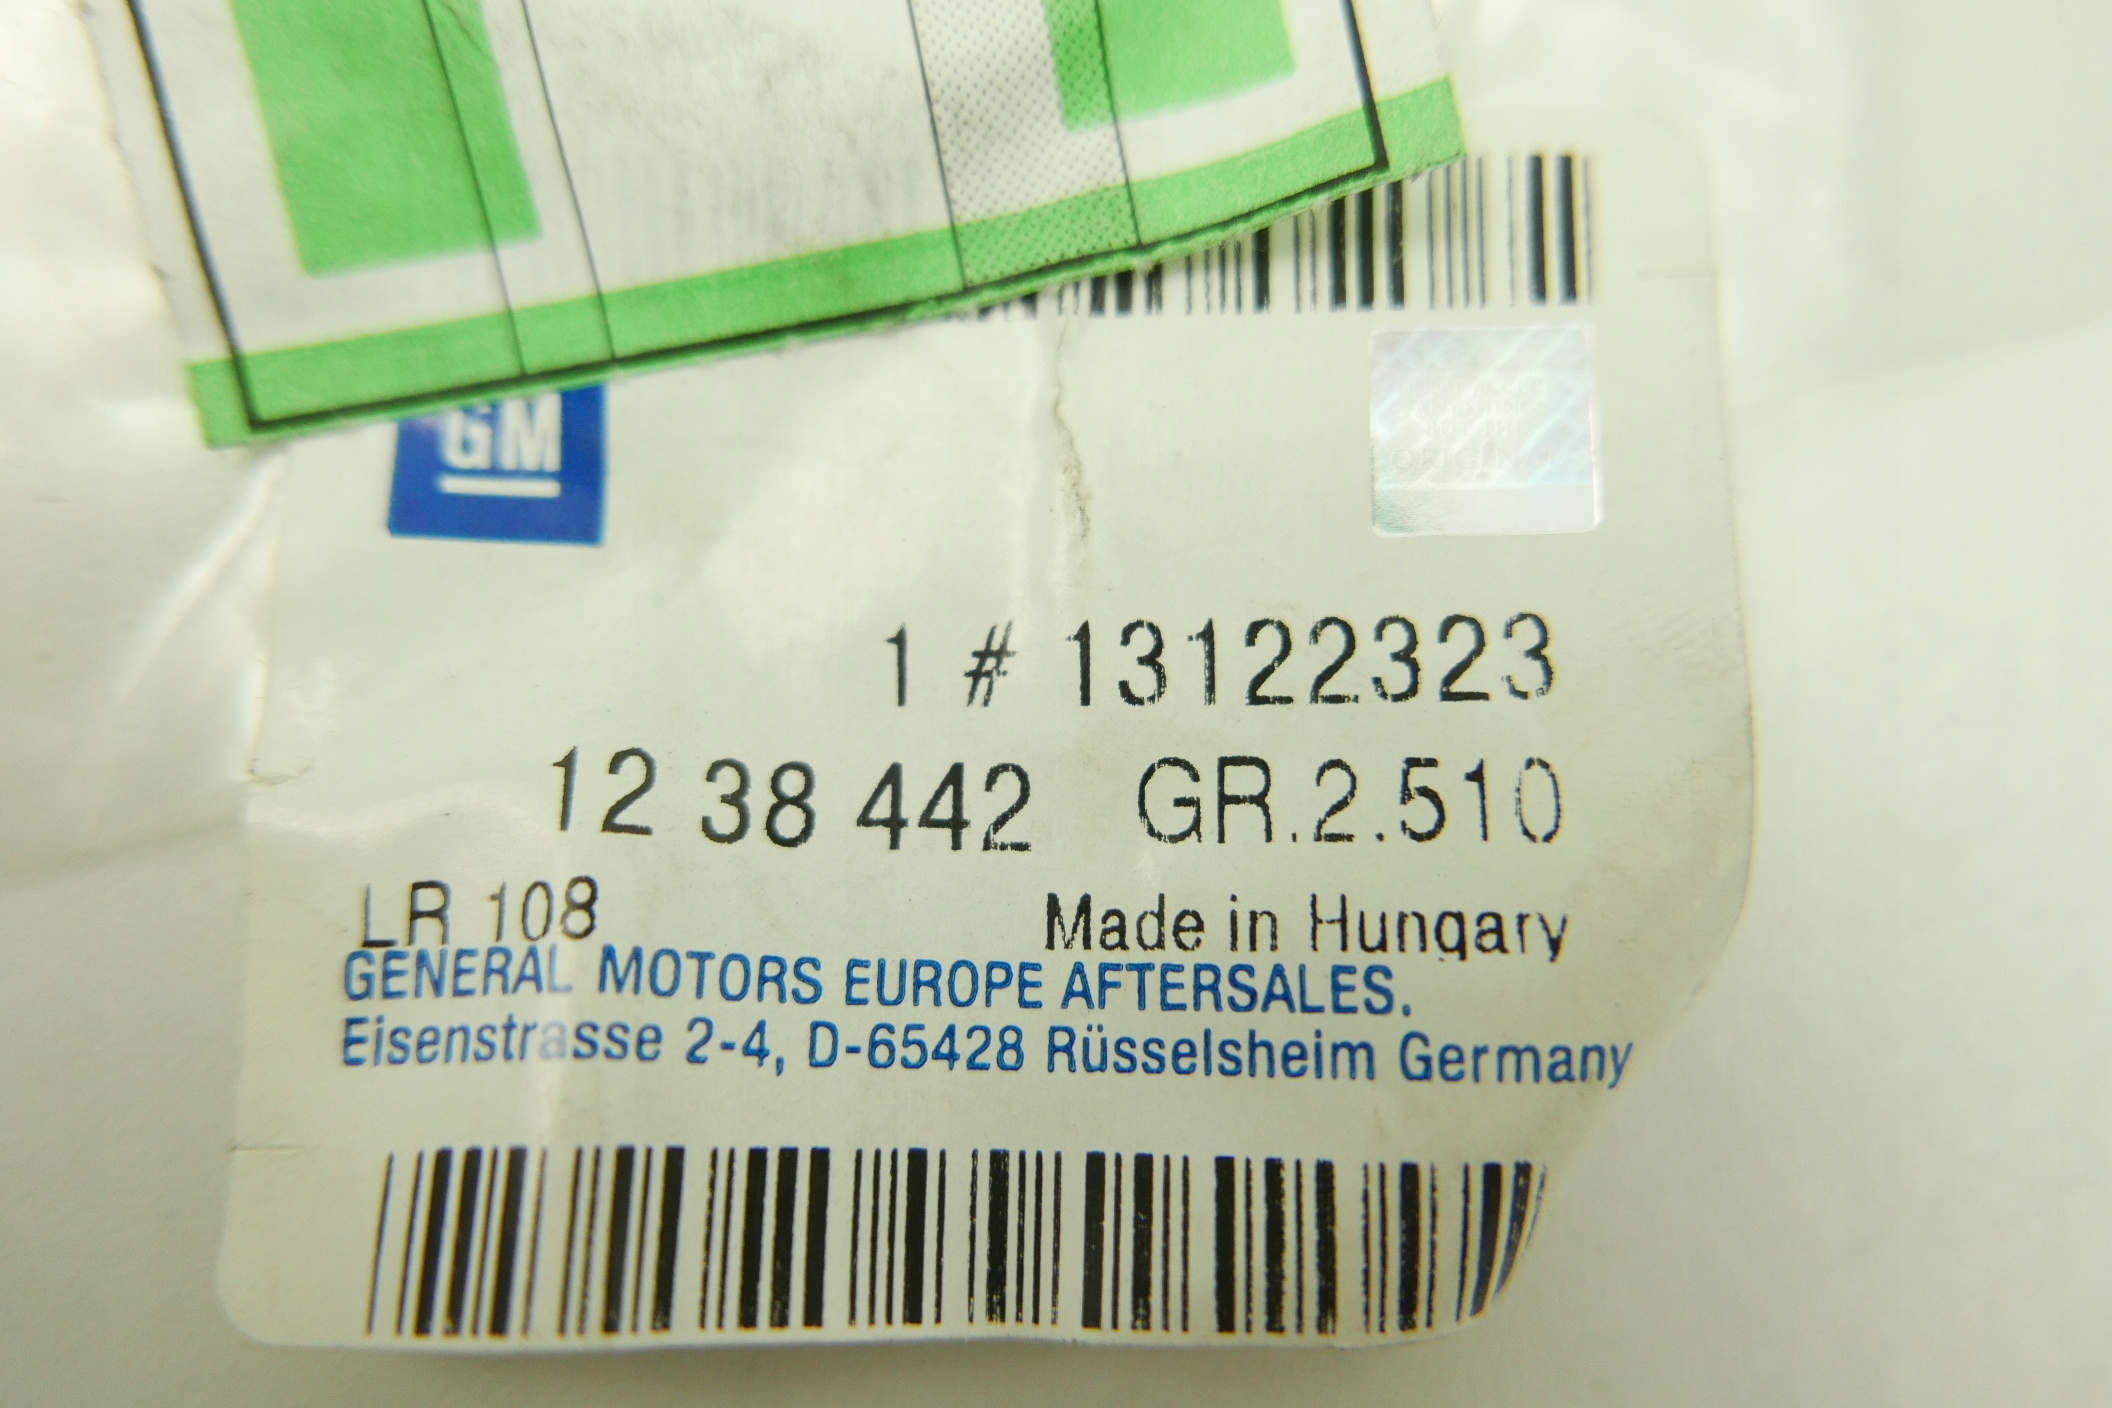 GM
ORIGINAL
1 # 13122323
12 38 442 GR.2.510
LR 108 Made in Hungary
GENERAL MOTORS EUROPE AFTERSALES.
Eisenstrasse 2-4, D-65428 Rüsselsheim Germany